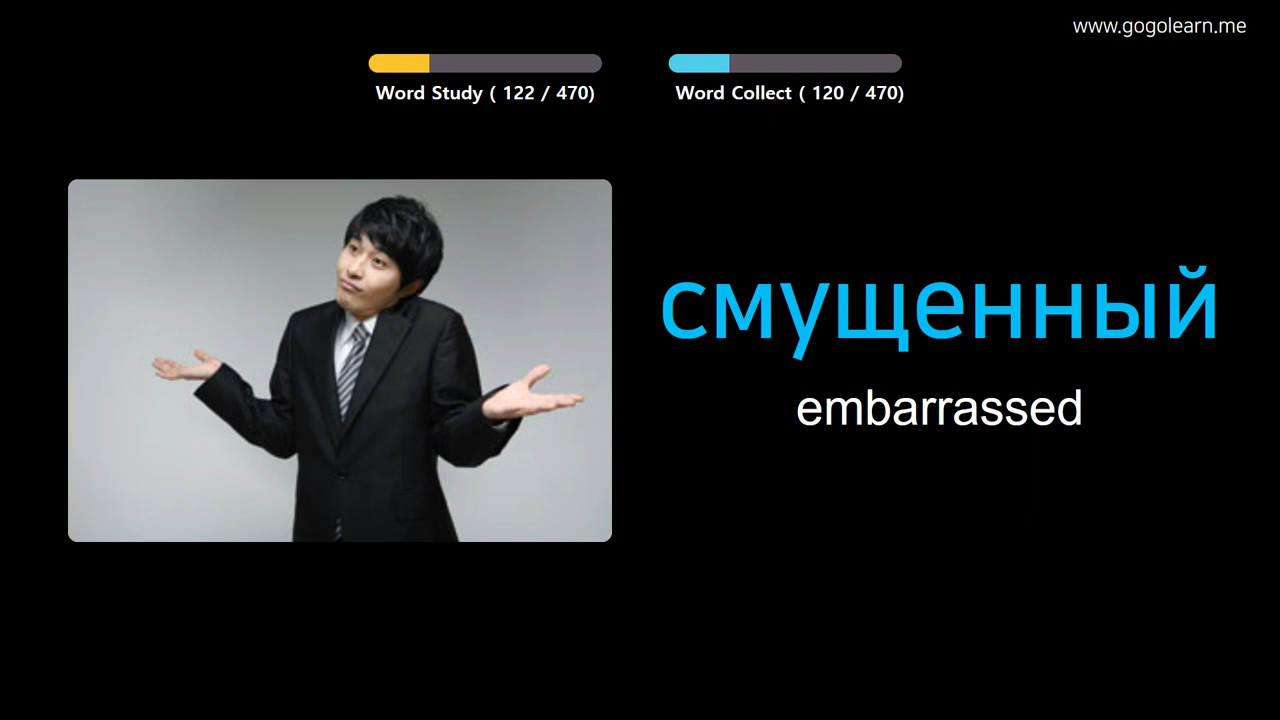 www.gogolearn.me
Word Study ( 122 / 470)
Word Collect ( 120 / 470)
смущенный
embarrassed